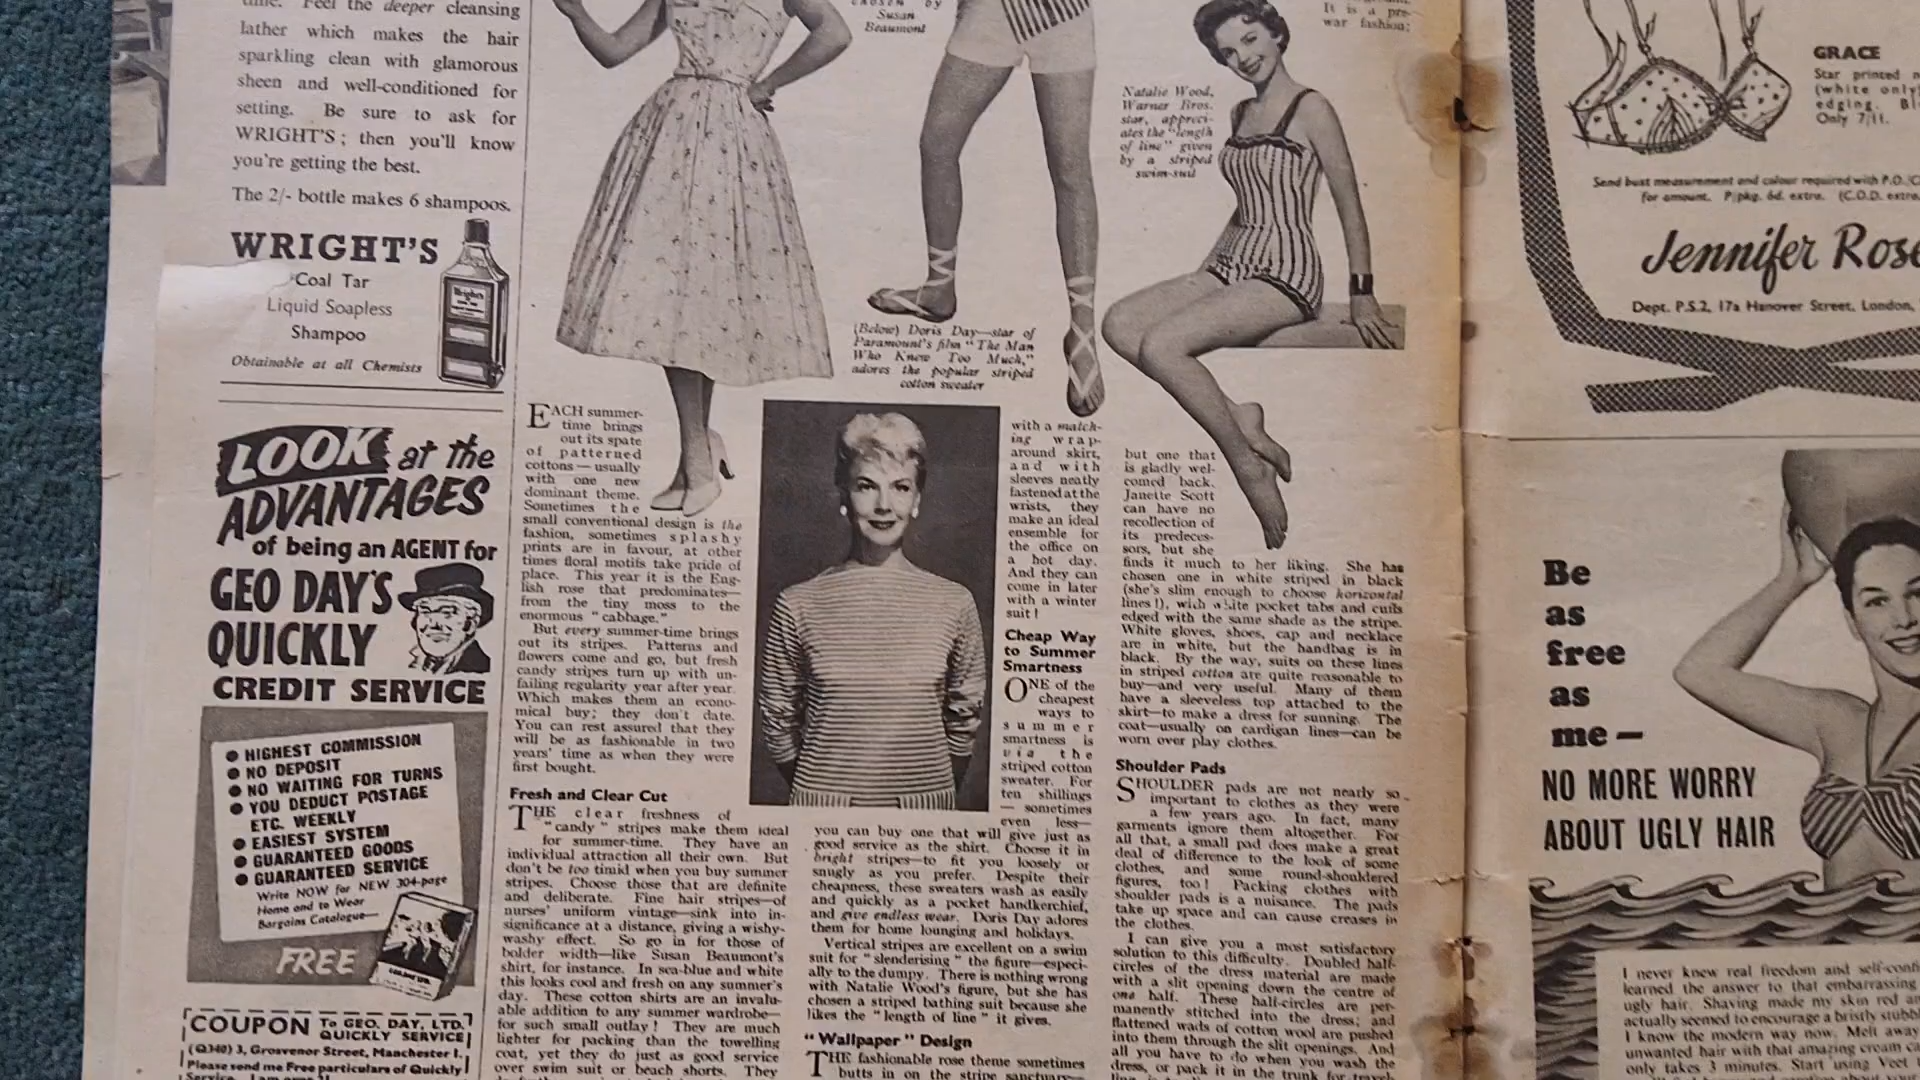 time. Feel the deeper cleansing
lather which makes the hair
sparkling clean with glamorous
sheen and well-conditioned for
setting. Be sure to ask for
WRIGHT'S; then you'll know
you're getting the best.
The 2/- bottle makes 6 shampoos.
WRIGHT'S
Coal Tar
Liquid Soapless
Shampoo
Obtainable at all Chemists
Wright's
LOOK at the
ADVANTAGES
of being an AGENT for
GEO DAY'S
QUICKLY
CREDIT SERVICE
● HIGHEST COMMISSION
● NO DEPOSIT
● NO WAITING FOR TURNS
● YOU DEDUCT POSTAGE
ETC. WEEKLY
● EASIEST SYSTEM
● GUARANTEED GOODS
● GUARANTEED SERVICE
Write NOW for NEW 304-page
Home and to Wear
Bargains Catalogue—
FREE
COUPON To GEO. DAY, LTD.
QUICKLY SERVICE
(Q340) 3, Grosvenor Street, Manchester 1.
Please send me Free particulars of Quickly
Service. I am over 21
chosen by
Susan
Beaumont
(Below) Doris Day—star of
Paramount's film "The Man
Who Knew Too Much,"
adores the popular striped
cotton sweater
Natalie Wood,
Warner Bros.
star, appreci-
ates the "length
of line" given
by a striped
swim-suit
EACH summer-
time brings
out its spate
of patterned
cottons—usually
with one new
dominant theme.
Sometimes the
small conventional design is the
fashion, sometimes splashy
prints are in favour, at other
times floral motifs take pride of
place. This year it is the Eng-
lish rose that predominates—
from the tiny moss to the
enormous "cabbage."
But every summer-time brings
out its stripes. Patterns and
flowers come and go, but fresh
candy stripes turn up with un-
failing regularity year after year.
Which makes them an econo-
mical buy; they don't date.
You can rest assured that they
will be as fashionable in two
years' time as when they were
first bought.
Fresh and Clear Cut
THE clear freshness of
"candy" stripes make them ideal
for summer-time. They have an
individual attraction all their own. But
don't be too timid when you buy summer
stripes. Choose those that are definite
and deliberate. Fine hair stripes—of
nurses' uniform vintage—sink into in-
significance at a distance, giving a wishy-
washy effect. So go in for those of
bolder width—like Susan Beaumont's
shirt, for instance. In sea-blue and white
this looks cool and fresh on any summer's
day. These cotton shirts are an invalu-
able addition to any summer wardrobe—
for such small outlay! They are much
lighter for packing than the towelling
coat, yet they do just as good service
over swim suit or beach shorts. They
with a match-
ing wrap-
around skirt,
and with
sleeves neatly
fastened at the
wrists, they
make an ideal
ensemble for
the office on
a hot day.
And they can
come in later
with a winter
suit!
Cheap Way
to Summer
Smartness
ONE of the
cheapest
ways to
summer
smartness is
via the
striped cotton
sweater. For
ten shillings
— sometimes
even less—
you can buy one that will give just as
good service as the shirt. Choose it in
bright stripes—to fit you loosely or
snugly as you prefer. Despite their
cheapness, these sweaters wash as easily
and quickly as a pocket handkerchief,
and give endless wear. Doris Day adores
them for home lounging and holidays.
Vertical stripes are excellent on a swim
suit for "slenderising" the figure—especi-
ally to the dumpy. There is nothing wrong
with Natalie Wood's figure, but she has
chosen a striped bathing suit because she
likes the "length of line" it gives.
"Wallpaper" Design
THE fashionable rose theme sometimes
butts in on the stripe sanctuary—
It is a pre-
war fashion;
but one that
is gladly wel-
comed back.
Janette Scott
can have no
recollection of
its predeces-
sors, but she
finds it much to her liking. She has
chosen one in white striped in black
(she's slim enough to choose horizontal
lines!), with white pocket tabs and cuffs
edged with the same shade as the stripe.
White gloves, shoes, cap and necklace
are in white, but the handbag is in
black. By the way, suits on these lines
in striped cotton are quite reasonable to
buy—and very useful. Many of them
have a sleeveless top attached to the
skirt—to make a dress for sunning. The
coat—usually on cardigan lines—can be
worn over play clothes.
Shoulder Pads
SHOULDER pads are not nearly so
important to clothes as they were
a few years ago. In fact, many
garments ignore them altogether. For
all that, a small pad does make a great
deal of difference to the look of some
clothes, and some round-shouldered
figures, too! Packing clothes with
shoulder pads is a nuisance. The pads
take up space and can cause creases in
the clothes.
I can give you a most satisfactory
solution to this difficulty. Doubled half-
circles of the dress material are made
with a slit opening down the centre of
one half. These half-circles are per-
manently stitched into the dress; and
flattened wads of cotton wool are pushed
into them through the slit openings. And
all you have to do when you wash the
dress, or pack it in the trunk for travel-
GRACE
Star printed
(white only
edging.
Only 7/11.
Send bust measurement and colour required with P.O./C
for amount. P/pkg. 6d. extra. (C.O.D. extra
Jennifer Rose
Dept. P.S.2, 17a Hanover Street, London,
Be
as
free
as
me—
NO MORE WORRY
ABOUT UGLY HAIR
I never knew real freedom and self-confi
learned the answer to that embarrassing
ugly hair. Shaving made my skin red an
actually seemed to encourage a bristly stubbl
I know the modern way now. Melt away
unwanted hair with that amazing cream ca
only takes 3 minutes. Start using Veet